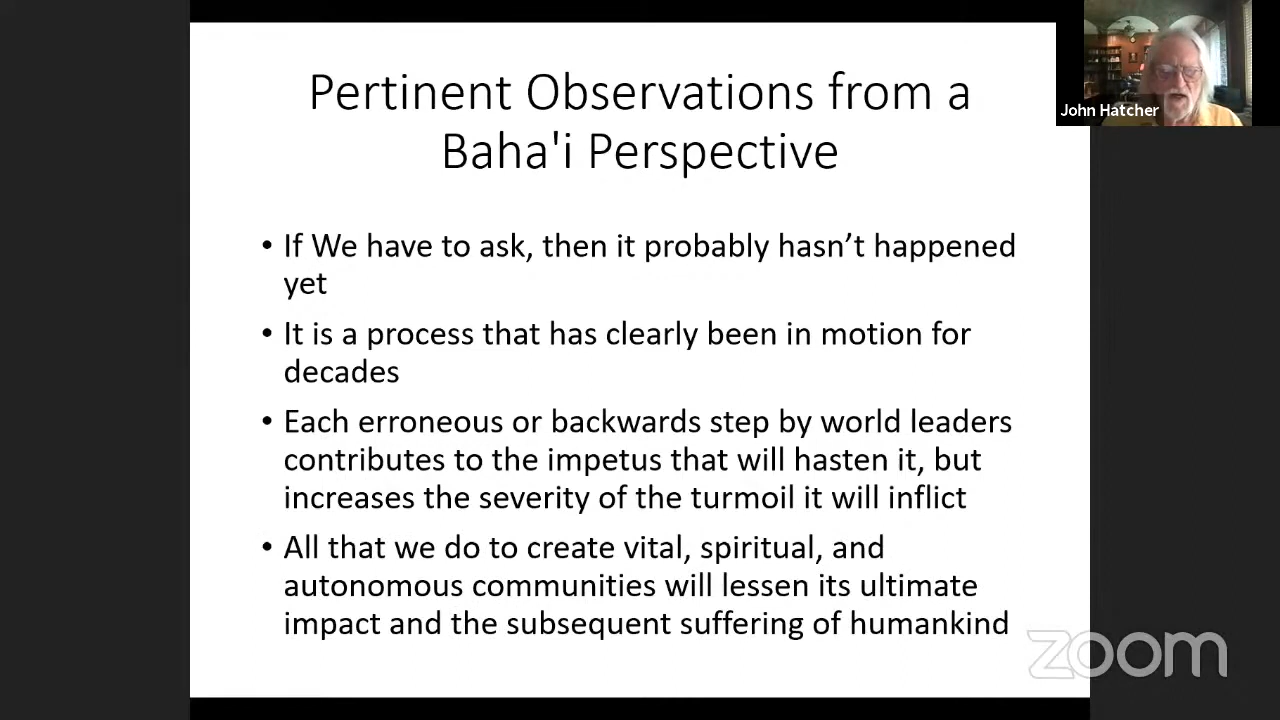 Pertinent Observations from a
Baha'i Perspective
John Hatcher
• If We have to ask, then it probably hasn’t happened
yet
• It is a process that has clearly been in motion for
decades
• Each erroneous or backwards step by world leaders
contributes to the impetus that will hasten it, but
increases the severity of the turmoil it will inflict
• All that we do to create vital, spiritual, and
autonomous communities will lessen its ultimate
impact and the subsequent suffering of humankind
zoom